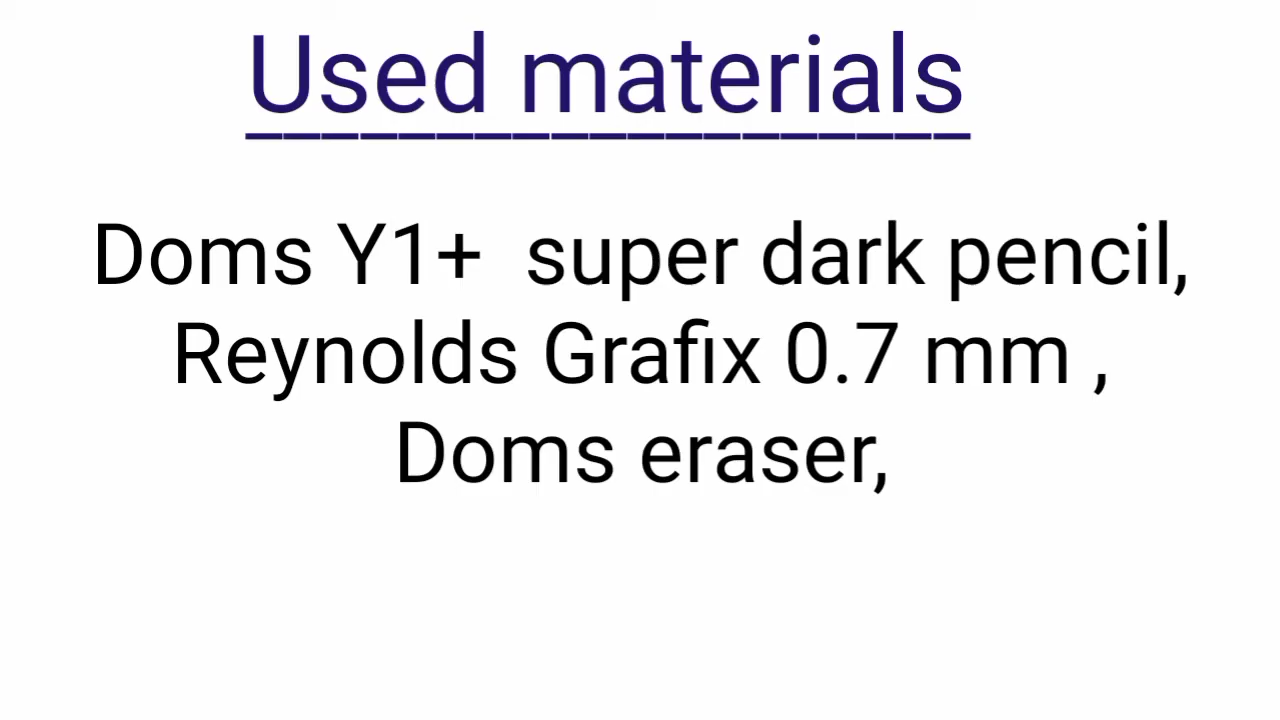 Used materials
Doms Y1+ super dark pencil,
Reynolds Grafix 0.7 mm ,
Doms eraser,